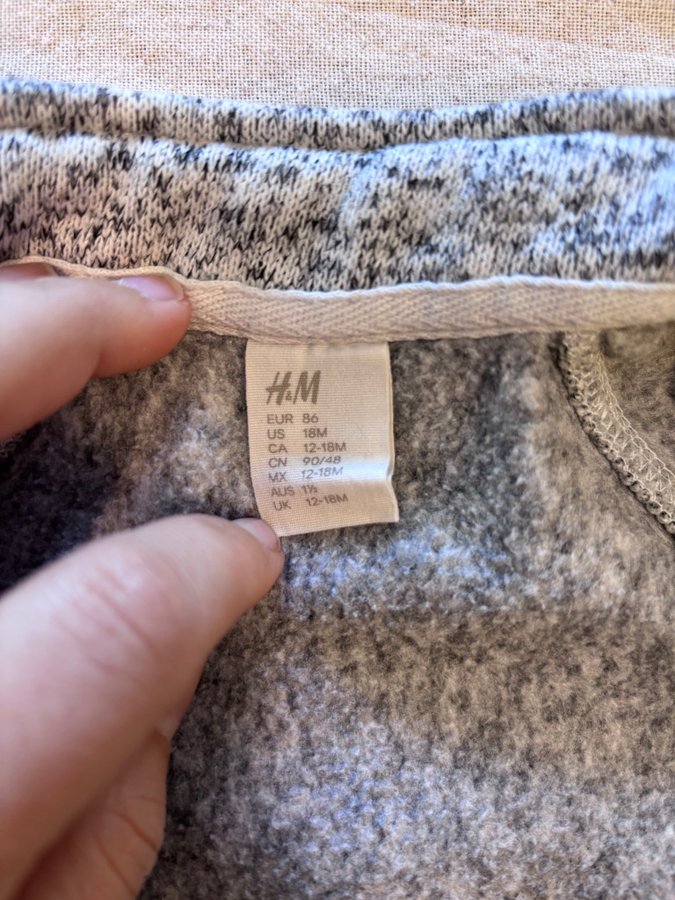 H&M
EUR 86
US 18M
CA 12-18M
CN 90/48
MX 12-18M
AUS 1½
UK 12-18M